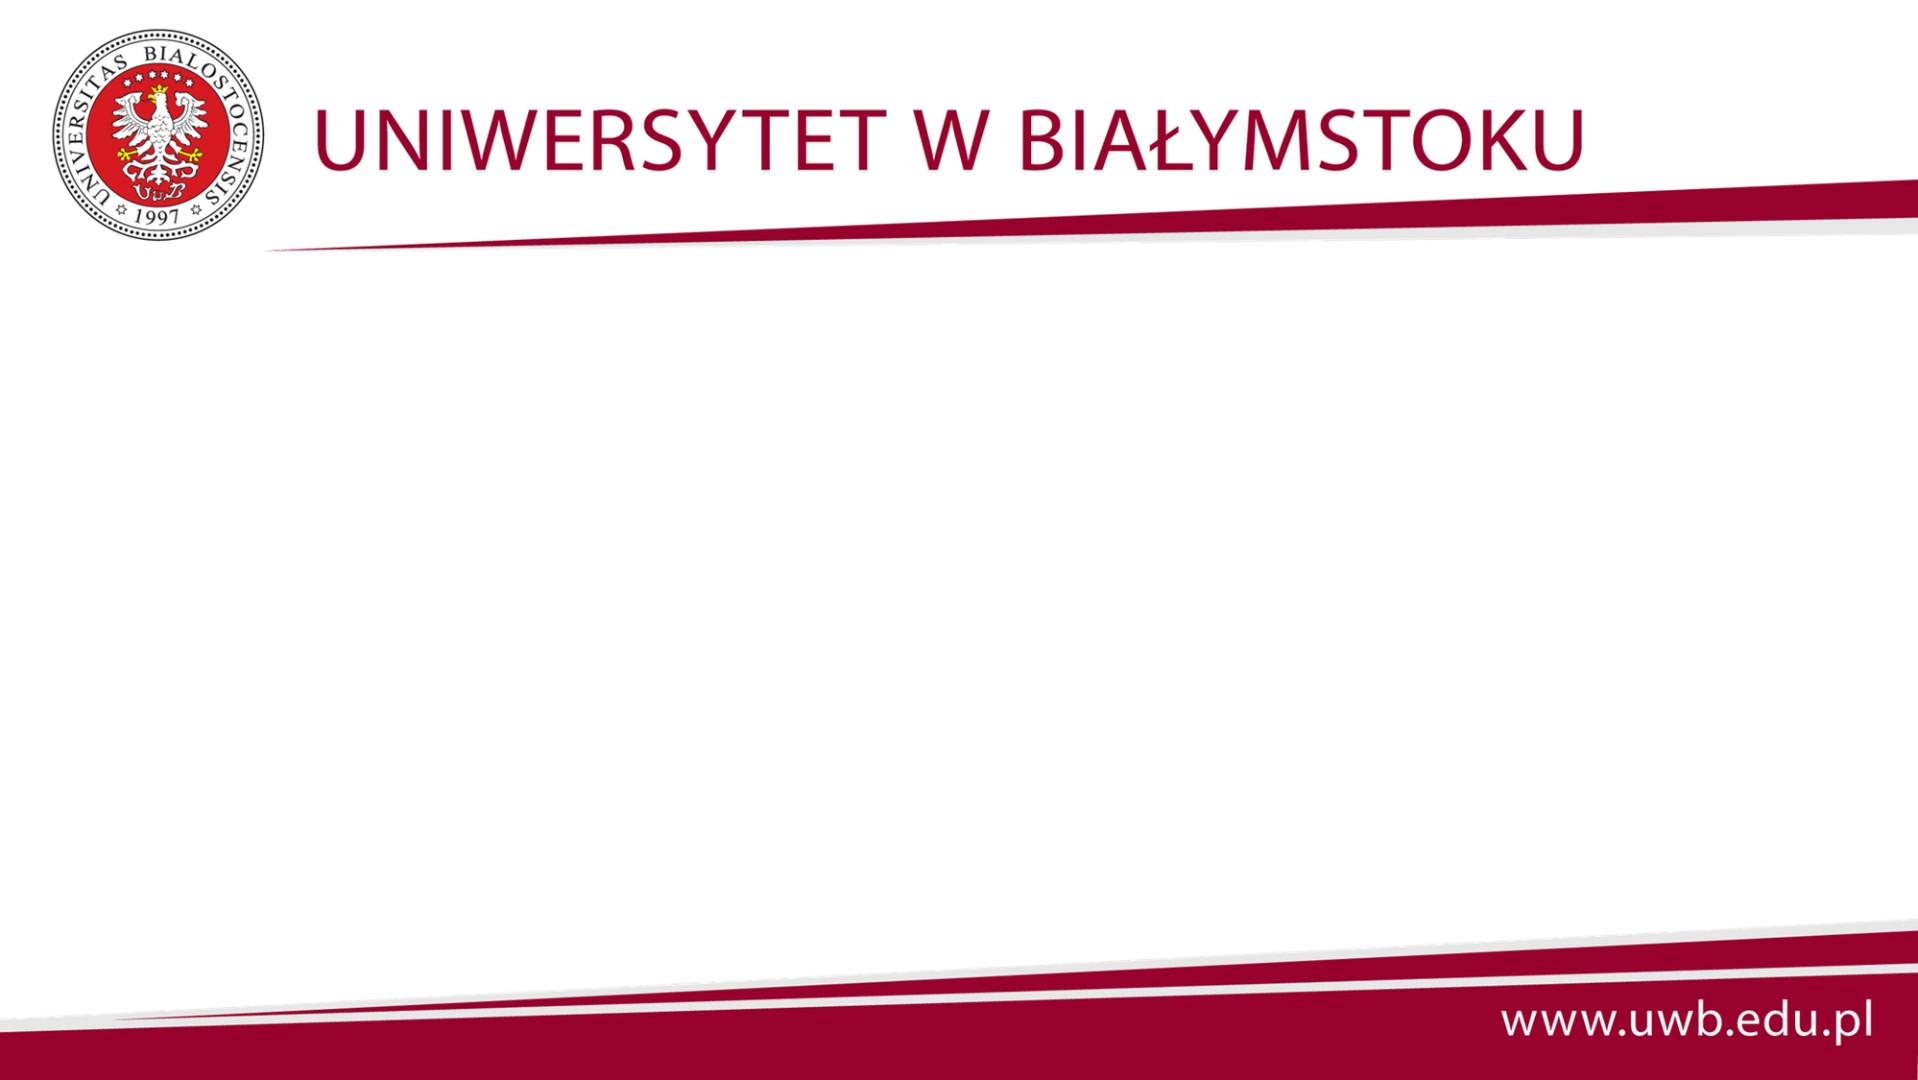 UNIVERSITAS BIALOSTOCENSIS
UwB
1997
UNIWERSYTET W BIAŁYMSTOKU
www.uwb.edu.pl